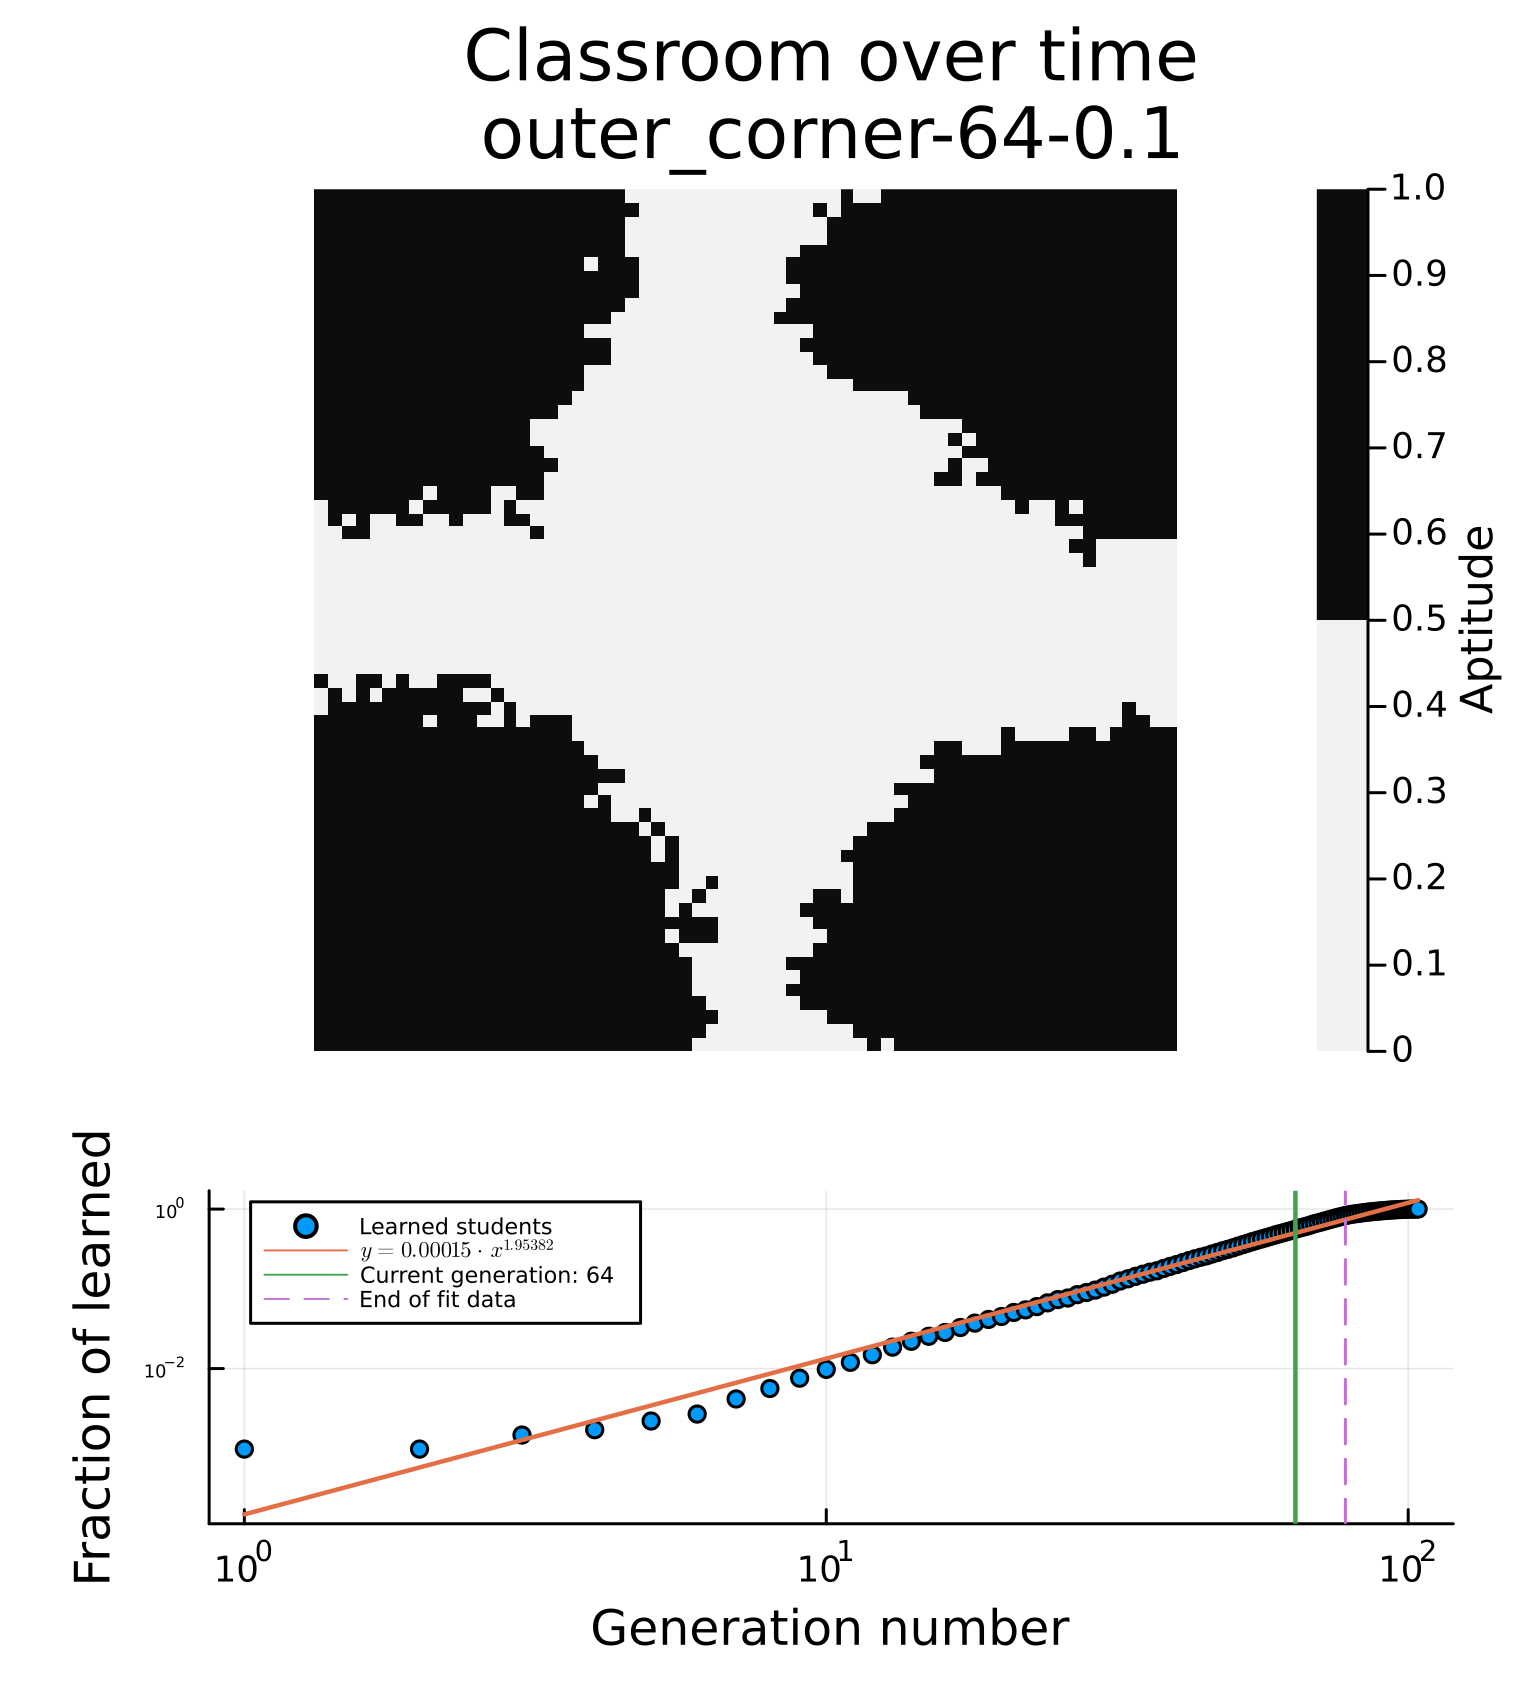 Classroom over time
outer_corner-64-0.1
1.0
0.9
0.8
0.7
0.6
0.5
0.4
0.3
0.2
0.1
0
Aptitude
Fraction of learned
10⁰
10⁻²
Learned students
y = 0.00015 · x^1.95382
Current generation: 64
End of fit data
10⁰ 10¹ 10²
Generation number